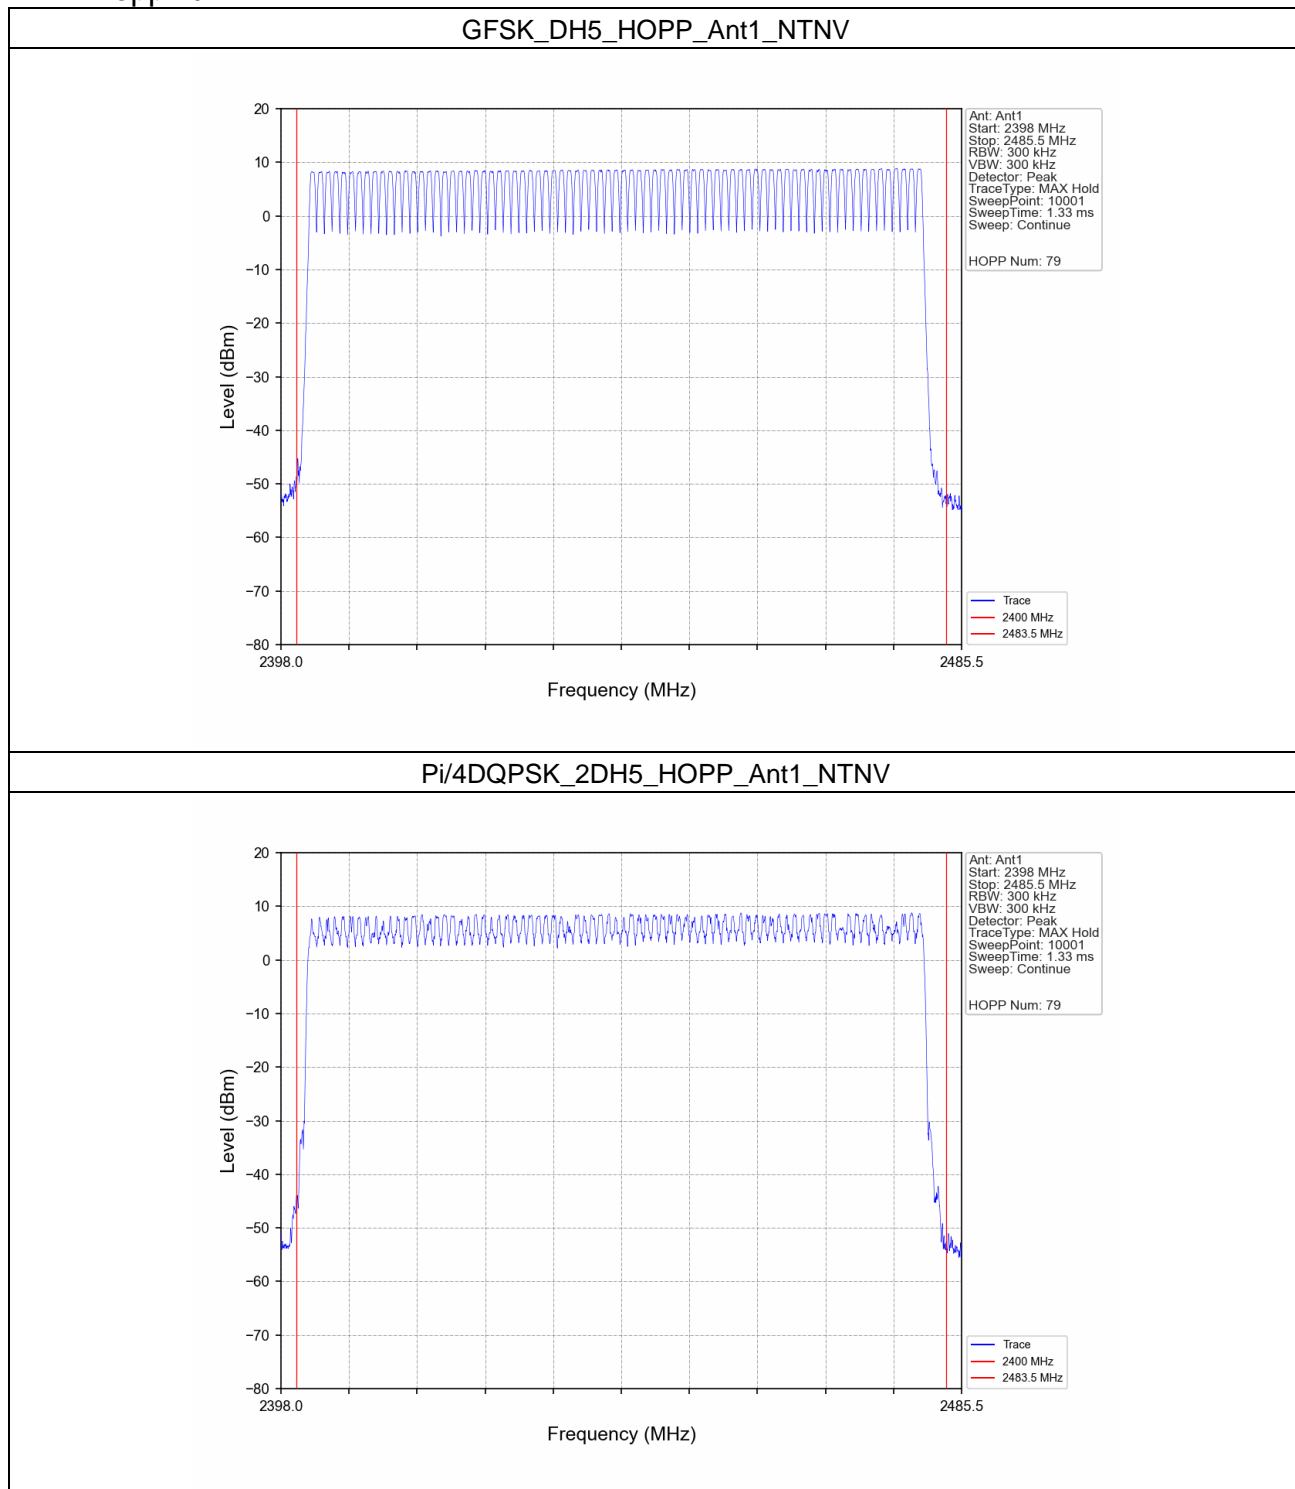 GFSK_DH5_HOPP_Ant1_NTNV
20
10
0
−10
−20
−30
−40
−50
−60
−70
−80
Level (dBm)
2398.0
2485.5
Frequency (MHz)
Ant: Ant1
Start: 2398 MHz
Stop: 2485.5 MHz
RBW: 300 kHz
VBW: 300 kHz
Detector: Peak
TraceType: MAX Hold
SweepPoint: 10001
SweepTime: 1.33 ms
Sweep: Continue
HOPP Num: 79
Trace
2400 MHz
2483.5 MHz
Pi/4DQPSK_2DH5_HOPP_Ant1_NTNV
20
10
0
−10
−20
−30
−40
−50
−60
−70
−80
Level (dBm)
2398.0
2485.5
Frequency (MHz)
Ant: Ant1
Start: 2398 MHz
Stop: 2485.5 MHz
RBW: 300 kHz
VBW: 300 kHz
Detector: Peak
TraceType: MAX Hold
SweepPoint: 10001
SweepTime: 1.33 ms
Sweep: Continue
HOPP Num: 79
Trace
2400 MHz
2483.5 MHz